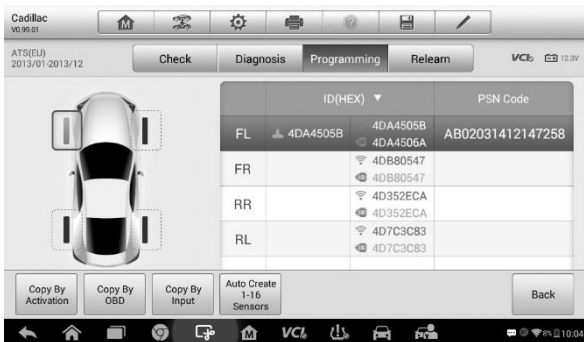 Cadillac
V0.99.01
ATS(EU)
2013/01-2013/12
Check Diagnosis Programming Relearn VCI 12.3V
ID(HEX) ▼ PSN Code
FL 4DA4505B 4DA4505B AB02031412147258
4DA4506A
FR 4DB80547
4DB80547
RR 4D352ECA
4D352ECA
RL 4D7C3C83
4D7C3C83
Copy By
Activation
Copy By
OBD
Copy By
Input
Auto Create
1-16
Sensors
Back
VCI 8% 10:04